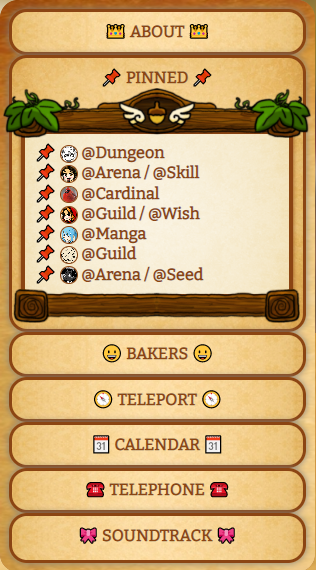 👑 ABOUT 👑
📌 PINNED 📌
📌 @Dungeon
📌 @Arena / @Skill
📌 @Cardinal
📌 @Guild / @Wish
📌 @Manga
📌 @Guild
📌 @Arena / @Seed
😀 BAKERS 😀
🧭 TELEPORT 🧭
📅 CALENDAR 📅
☎️ TELEPHONE ☎️
🎀 SOUNDTRACK 🎀